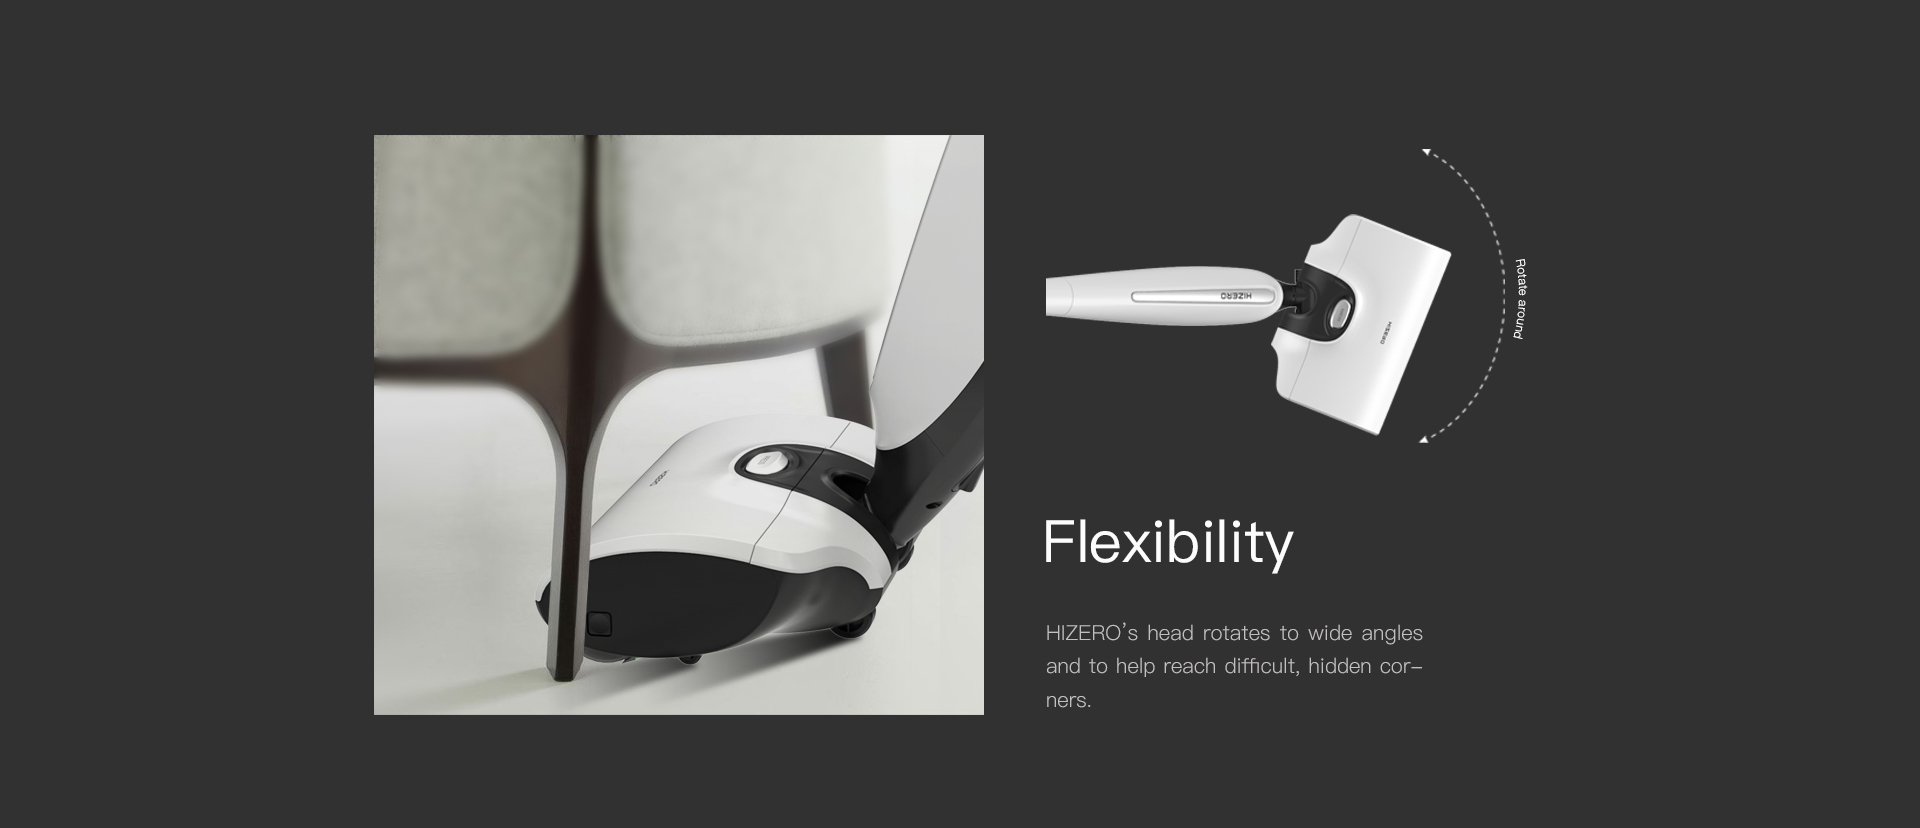 HIZERO
HIZERO
Rotate around
Flexibility
HIZERO’s head rotates to wide angles
and to help reach difficult, hidden cor–
ners.